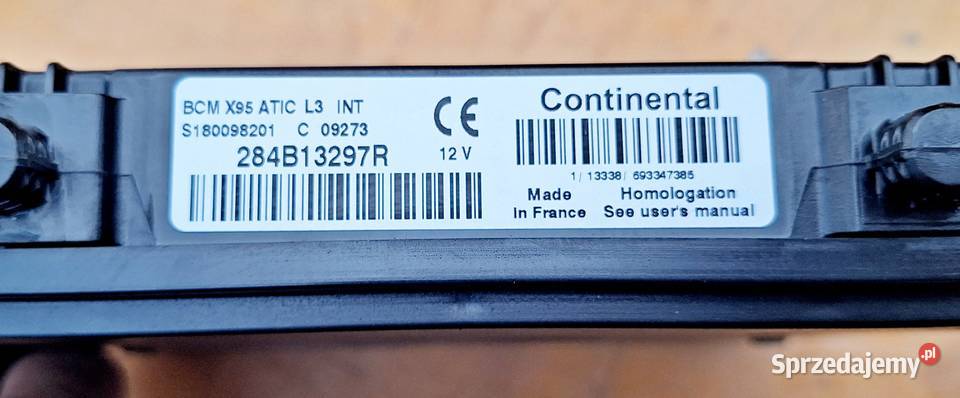 BCM X95 ATIC L3 INT
S180098201 C 09273
284B13297R 12 V
CE
Continental
1/ 13338/ 693347385
Made In France
Homologation See user's manual
Sprzedajemy.pl